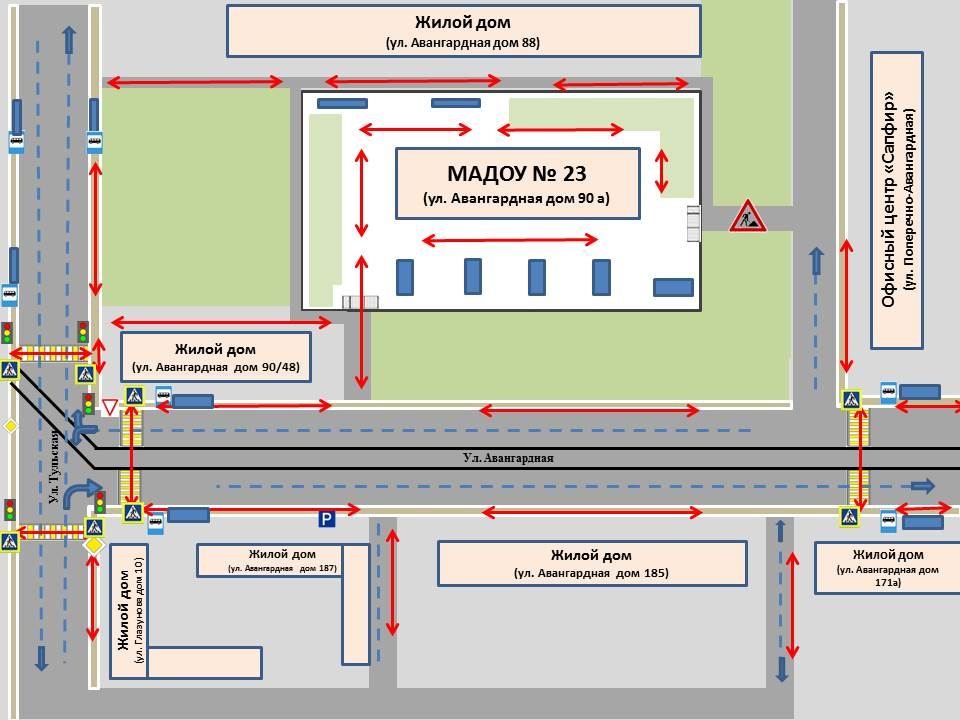 Жилой дом
(ул. Авангардная дом 88)
Офисный центр «Сапфир»
(ул. Поперечно-Авангардная)
МАДОУ № 23
(ул. Авангардная дом 90 а)
Жилой дом
(ул. Авангардная  дом 90/48)
Ул. Тульская
Ул. Авангардная
P
Жилой дом
(ул. Глазунова дом 10)
Жилой дом
(ул. Авангардная  дом 187)
Жилой дом
(ул. Авангардная  дом 185)
Жилой дом
(ул. Авангардная дом
171а)